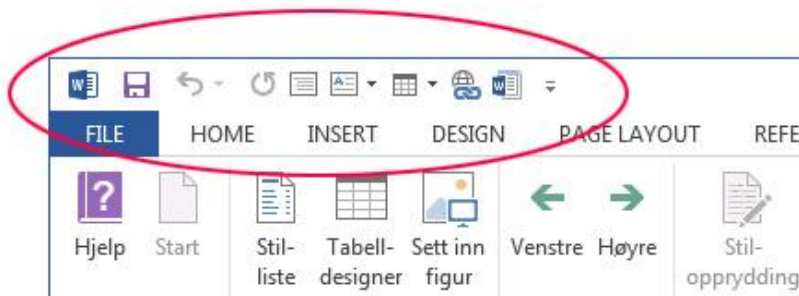 FILE HOME INSERT DESIGN PAGE LAYOUT REFE
Hjelp Start Stil- Tabell- Sett inn Venstre Høyre Stil-
liste designer figur opprydding